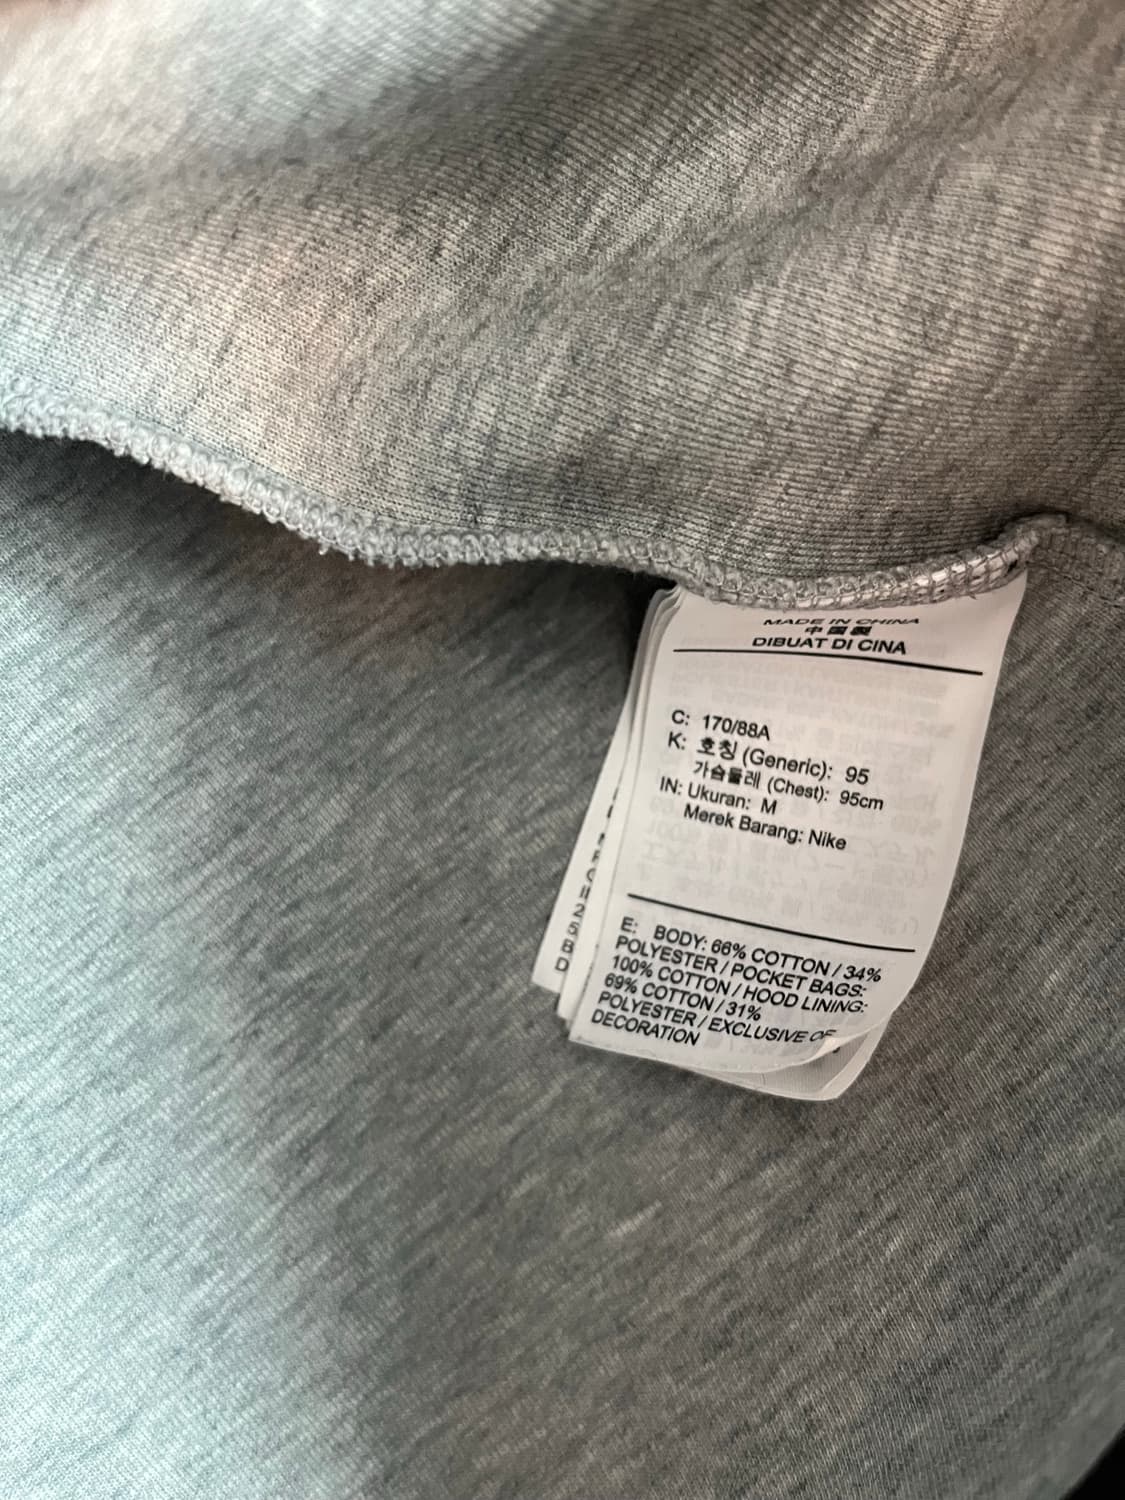 MADE IN CHINA
中国製
DIBUAT DI CINA
C: 170/88A
K: 호칭 (Generic): 95
가슴둘레 (Chest): 95cm
IN: Ukuran: M
Merek Barang: Nike
E: BODY: 66% COTTON / 34%
POLYESTER / POCKET BAGS:
100% COTTON / HOOD LINING:
69% COTTON / 31%
POLYESTER / EXCLUSIVE OF
DECORATION